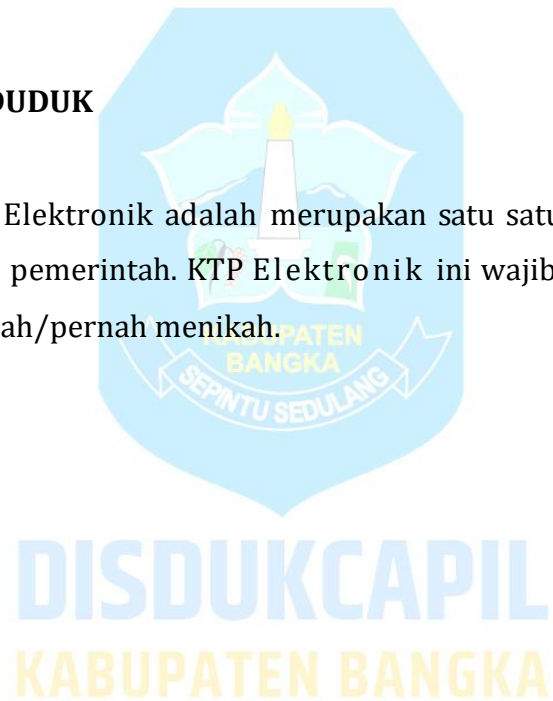 DUDUK
Elektronik adalah merupakan satu satu
pemerintah. KTP Elektronik ini wajib
ah/pernah menikah.
KABUPATEN
BANGKA
SEPINTU SEDULANG
DISDUKCAPIL
KABUPATEN BANGKA